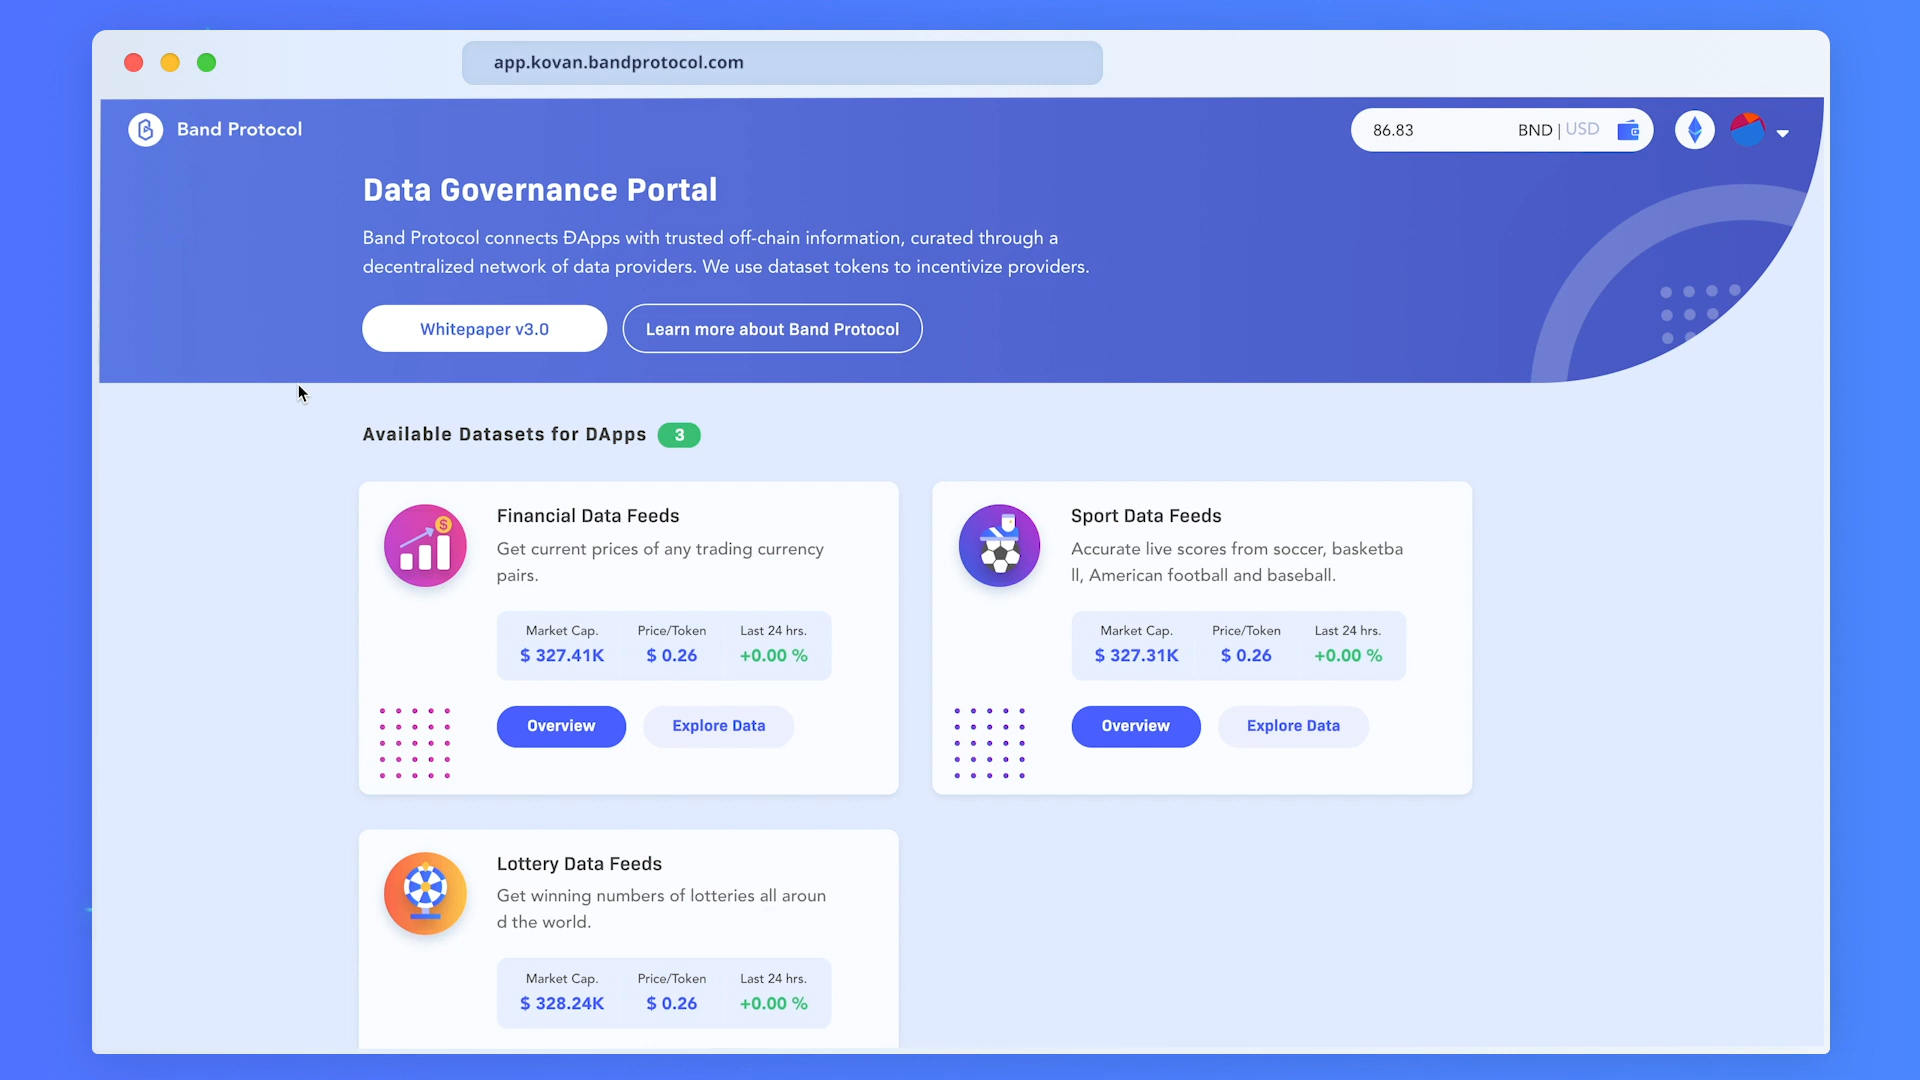 app.kovan.bandprotocol.com
Band Protocol
86.83 BND | USD
Data Governance Portal
Band Protocol connects ÐApps with trusted off-chain information, curated through a
decentralized network of data providers. We use dataset tokens to incentivize providers.
Whitepaper v3.0
Learn more about Band Protocol
Available Datasets for DApps 3
Financial Data Feeds
Get current prices of any trading currency
pairs.
Market Cap. Price/Token Last 24 hrs.
$ 327.41K $ 0.26 +0.00 %
Overview Explore Data
Sport Data Feeds
Accurate live scores from soccer, basketba
ll, American football and baseball.
Market Cap. Price/Token Last 24 hrs.
$ 327.31K $ 0.26 +0.00 %
Overview Explore Data
Lottery Data Feeds
Get winning numbers of lotteries all aroun
d the world.
Market Cap. Price/Token Last 24 hrs.
$ 328.24K $ 0.26 +0.00 %